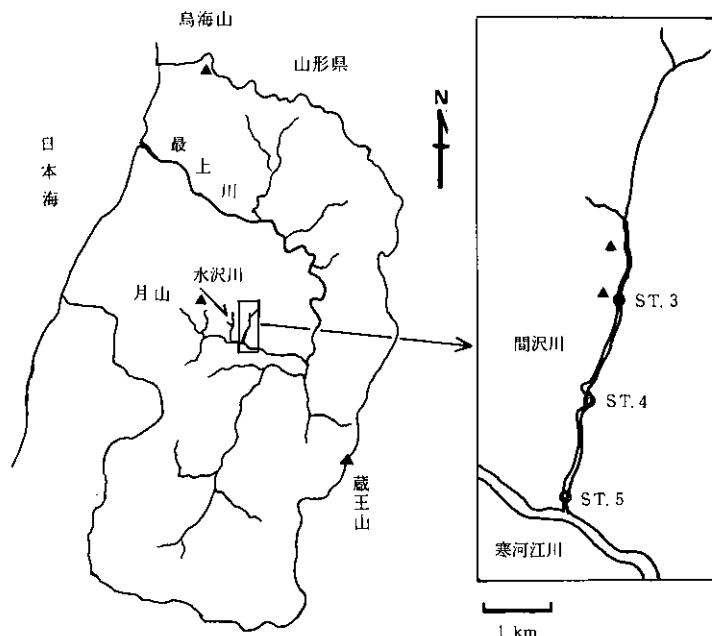 鳥海山
山形県
N
日本海
最上川
水沢川
月山
ST. 3
間沢川
ST. 4
ST. 5
蔵王山
寒河江川
1 km